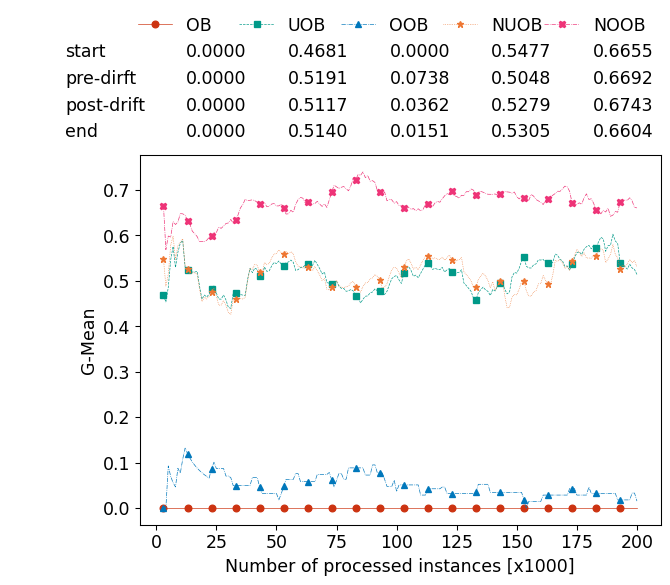 OB UOB OOB NUOB NOOB
start 0.0000 0.4681 0.0000 0.5477 0.6655
pre-dirft 0.0000 0.5191 0.0738 0.5048 0.6692
post-drift 0.0000 0.5117 0.0362 0.5279 0.6743
end 0.0000 0.5140 0.0151 0.5305 0.6604
0.7
0.6
0.5
0.4
0.3
0.2
0.1
0.0
G-Mean
0 25 50 75 100 125 150 175 200
Number of processed instances [x1000]